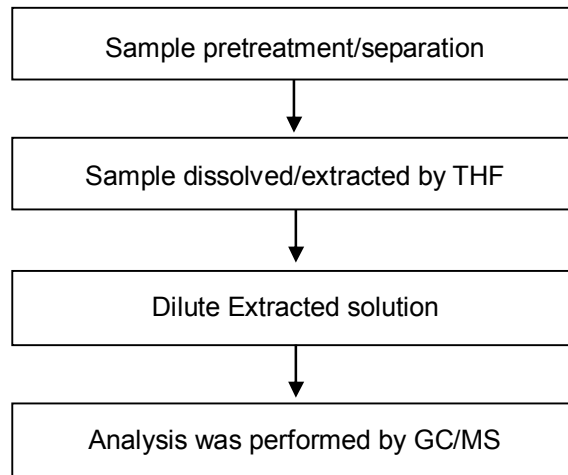 Sample pretreatment/separation
Sample dissolved/extracted by THF
Dilute Extracted solution
Analysis was performed by GC/MS